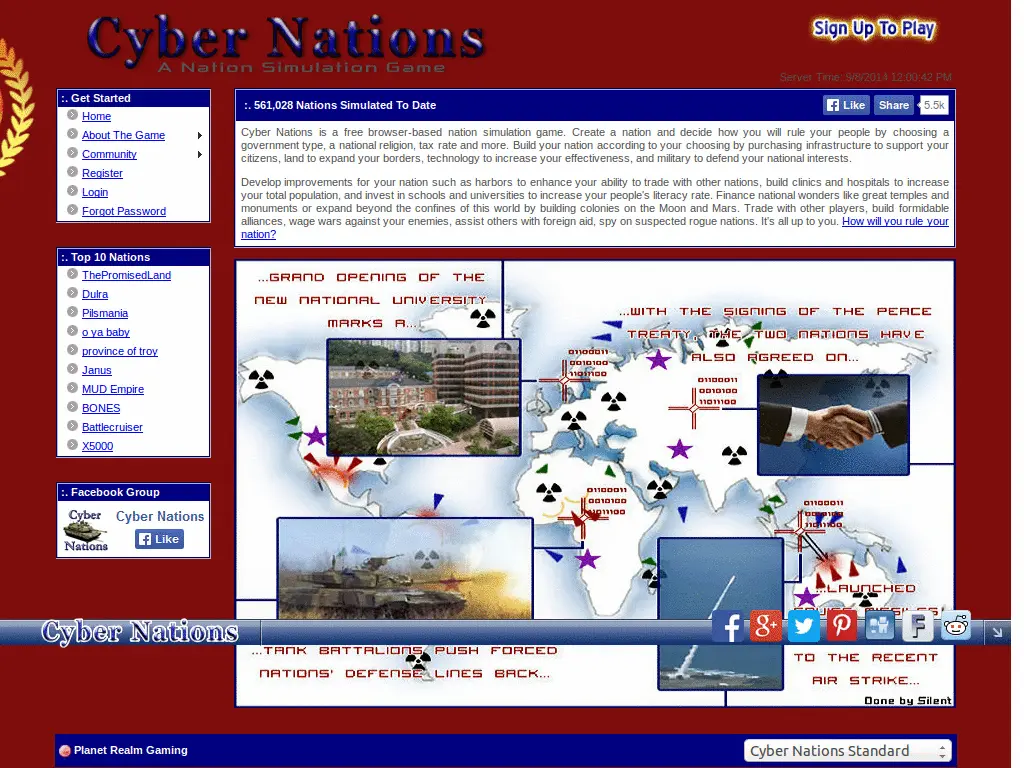 Cyber Nations
A Nation Simulation Game
Sign Up To Play
Server Time: 9/8/2014 12:00:42 PM
:. Get Started
Home
About The Game
Community
Register
Login
Forgot Password
:. Top 10 Nations
ThePromisedLand
Dulra
Pilsmania
o ya baby
province of troy
Janus
MUD Empire
BONES
Battlecruiser
X5000
:. Facebook Group
Cyber
Nations
Cyber Nations
Like
:. 561,028 Nations Simulated To Date
Like
Share
5.5k
Cyber Nations is a free browser-based nation simulation game. Create a nation and decide how you will rule your people by choosing a
government type, a national religion, tax rate and more. Build your nation according to your choosing by purchasing infrastructure to support your
citizens, land to expand your borders, technology to increase your effectiveness, and military to defend your national interests.
Develop improvements for your nation such as harbors to enhance your ability to trade with other nations, build clinics and hospitals to increase
your total population, and invest in schools and universities to increase your people's literacy rate. Finance national wonders like great temples and
monuments or expand beyond the confines of this world by building colonies on the Moon and Mars. Trade with other players, build formidable
alliances, wage wars against your enemies, assist others with foreign aid, spy on suspected rogue nations. It's all up to you. How will you rule your
nation?
...GRAND OPENING OF THE
NEW NATIONAL UNIVERSITY
MARKS A...
...WITH THE SIGNING OF THE PEACE
TREATY, THE TWO NATIONS HAVE
ALSO AGREED ON...
01100011
0010100
11011100
01100011
0010100
11011100
01100011
0010100
11011100
01100011
0010100
11011100
...LAUNCHED
TO THE RECENT
AIR STRIKE...
...TANK BATTALIONS PUSH FORCED
NATIONS' DEFENSE LINES BACK...
Done by Silent
Cyber Nations
Planet Realm Gaming
Cyber Nations Standard